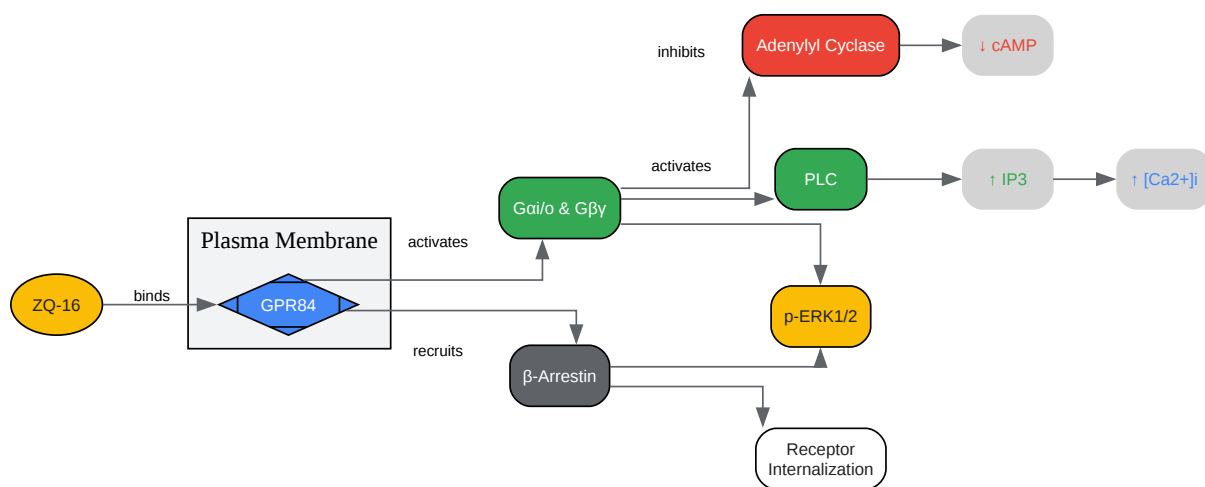 Adenylyl Cyclase
↓ cAMP
inhibits
activates
PLC
↑ IP3
↑ [Ca2+]i
Gαi/o & Gβγ
Plasma Membrane
activates
ZQ-16
binds
GPR84
p-ERK1/2
recruits
β-Arrestin
Receptor
Internalization